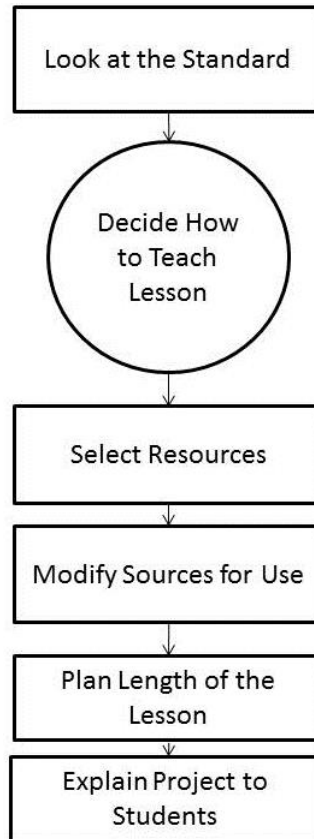 Look at the Standard
Decide How
to Teach
Lesson
Select Resources
Modify Sources for Use
Plan Length of the
Lesson
Explain Project to
Students